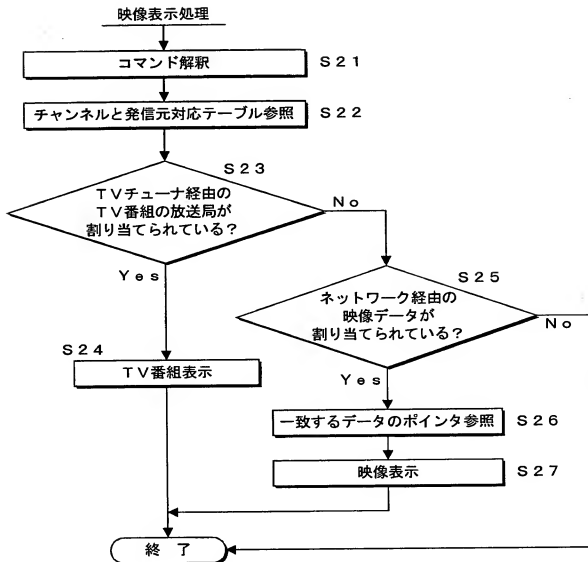 映像表示処理
コマンド解釈 S21
チャンネルと発信元対応テーブル参照 S22
S23
TVチューナ経由の
TV番組の放送局が
割り当てられている？
No
Yes
S25
ネットワーク経由の
映像データが
割り当てられている？
No
Yes
S24
TV番組表示
一致するデータのポインタ参照 S26
映像表示 S27
終 了